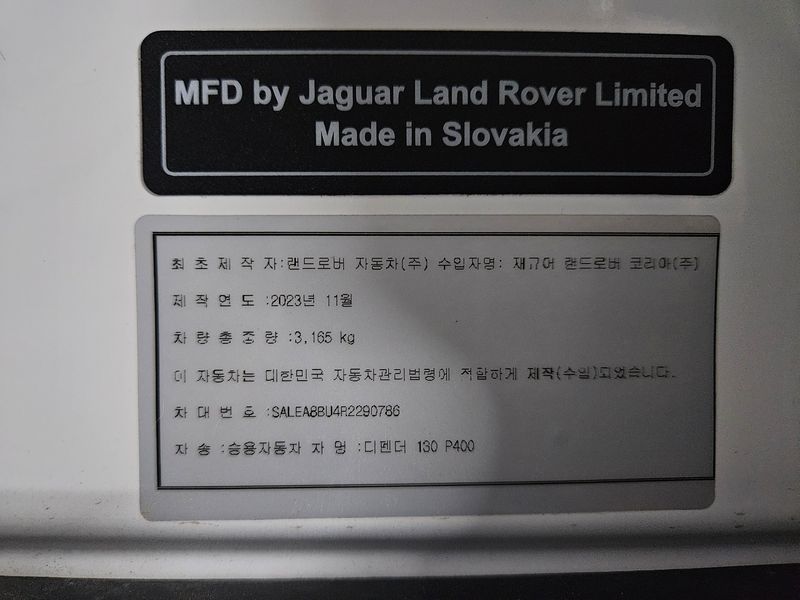 MFD by Jaguar Land Rover Limited
Made in Slovakia
최 초 제 작 자:랜드로버 자동차(주) 수입자명: 재규어 랜드로버 코리아(주)
제 작 연 도 :2023년 11월
차 량 총 중 량 :3,165 kg
이 자동차는 대한민국 자동차관리법령에 적합하게 제작(수입)되었습니다.
차 대 번 호 :SALEA8BU4R2290786
차 종 :승용자동차 차 명 :디펜더 130 P400